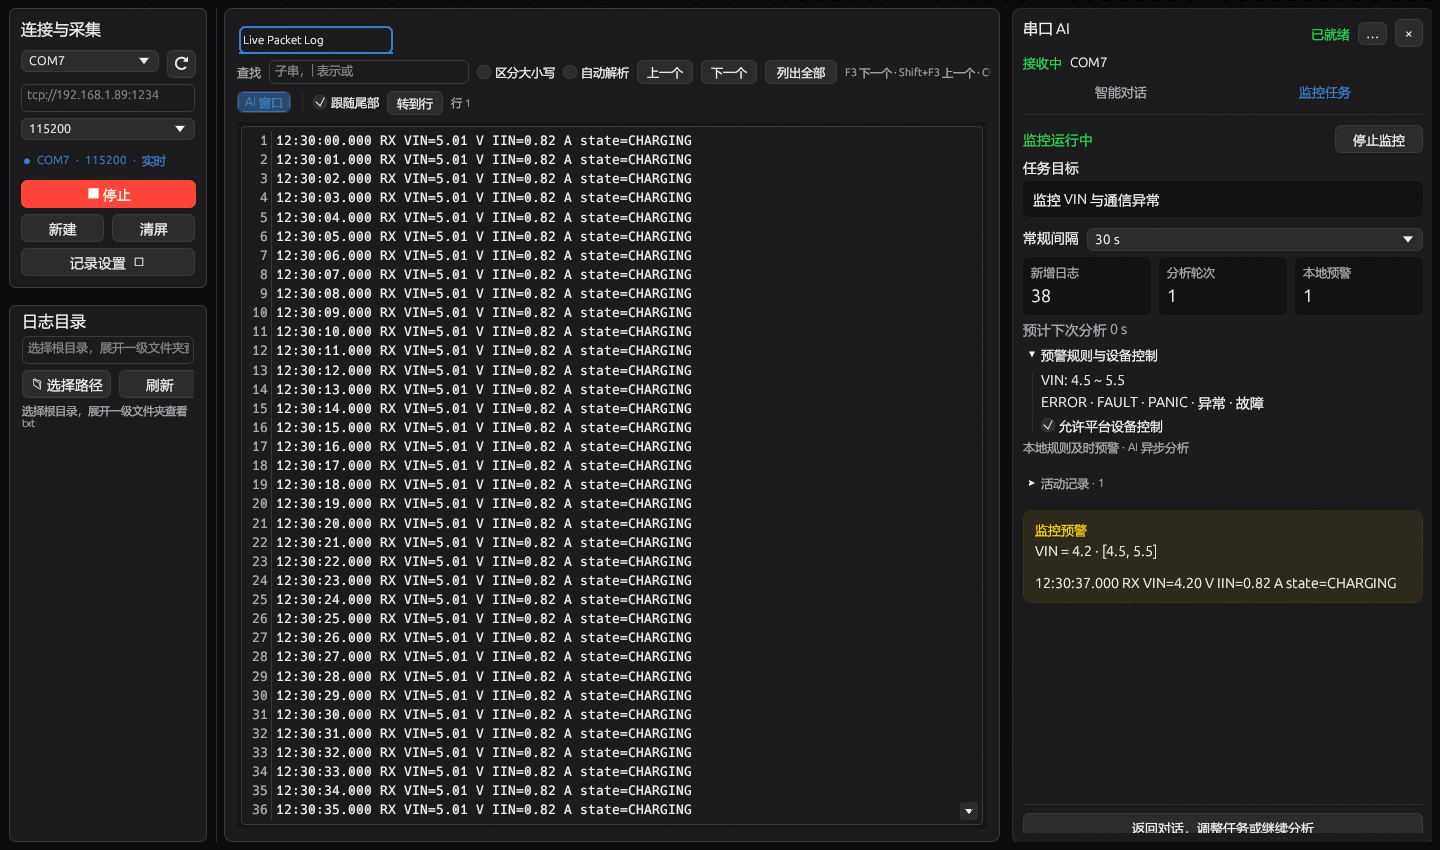 连接与采集
COM7
tcp://192.168.1.89:1234
115200
● COM7 · 115200 · 实时
停止
新建
清屏
记录设置
日志目录
选择根目录，展开一级文件夹查
选择路径
刷新
选择根目录，展开一级文件夹查看
txt
Live Packet Log
查找
子串，| 表示或
区分大小写
自动解析
上一个
下一个
列出全部
F3 下一个 · Shift+F3 上一个 ·
AI 窗口
跟随尾部
转到行
行 1
1 12:30:00.000 RX VIN=5.01 V IIN=0.82 A state=CHARGING
2 12:30:01.000 RX VIN=5.01 V IIN=0.82 A state=CHARGING
3 12:30:02.000 RX VIN=5.01 V IIN=0.82 A state=CHARGING
4 12:30:03.000 RX VIN=5.01 V IIN=0.82 A state=CHARGING
5 12:30:04.000 RX VIN=5.01 V IIN=0.82 A state=CHARGING
6 12:30:05.000 RX VIN=5.01 V IIN=0.82 A state=CHARGING
7 12:30:06.000 RX VIN=5.01 V IIN=0.82 A state=CHARGING
8 12:30:07.000 RX VIN=5.01 V IIN=0.82 A state=CHARGING
9 12:30:08.000 RX VIN=5.01 V IIN=0.82 A state=CHARGING
10 12:30:09.000 RX VIN=5.01 V IIN=0.82 A state=CHARGING
11 12:30:10.000 RX VIN=5.01 V IIN=0.82 A state=CHARGING
12 12:30:11.000 RX VIN=5.01 V IIN=0.82 A state=CHARGING
13 12:30:12.000 RX VIN=5.01 V IIN=0.82 A state=CHARGING
14 12:30:13.000 RX VIN=5.01 V IIN=0.82 A state=CHARGING
15 12:30:14.000 RX VIN=5.01 V IIN=0.82 A state=CHARGING
16 12:30:15.000 RX VIN=5.01 V IIN=0.82 A state=CHARGING
17 12:30:16.000 RX VIN=5.01 V IIN=0.82 A state=CHARGING
18 12:30:17.000 RX VIN=5.01 V IIN=0.82 A state=CHARGING
19 12:30:18.000 RX VIN=5.01 V IIN=0.82 A state=CHARGING
20 12:30:19.000 RX VIN=5.01 V IIN=0.82 A state=CHARGING
21 12:30:20.000 RX VIN=5.01 V IIN=0.82 A state=CHARGING
22 12:30:21.000 RX VIN=5.01 V IIN=0.82 A state=CHARGING
23 12:30:22.000 RX VIN=5.01 V IIN=0.82 A state=CHARGING
24 12:30:23.000 RX VIN=5.01 V IIN=0.82 A state=CHARGING
25 12:30:24.000 RX VIN=5.01 V IIN=0.82 A state=CHARGING
26 12:30:25.000 RX VIN=5.01 V IIN=0.82 A state=CHARGING
27 12:30:26.000 RX VIN=5.01 V IIN=0.82 A state=CHARGING
28 12:30:27.000 RX VIN=5.01 V IIN=0.82 A state=CHARGING
29 12:30:28.000 RX VIN=5.01 V IIN=0.82 A state=CHARGING
30 12:30:29.000 RX VIN=5.01 V IIN=0.82 A state=CHARGING
31 12:30:30.000 RX VIN=5.01 V IIN=0.82 A state=CHARGING
32 12:30:31.000 RX VIN=5.01 V IIN=0.82 A state=CHARGING
33 12:30:32.000 RX VIN=5.01 V IIN=0.82 A state=CHARGING
34 12:30:33.000 RX VIN=5.01 V IIN=0.82 A state=CHARGING
35 12:30:34.000 RX VIN=5.01 V IIN=0.82 A state=CHARGING
36 12:30:35.000 RX VIN=5.01 V IIN=0.82 A state=CHARGING
串口 AI
已就绪
...
×
接收中 COM7
智能对话
监控任务
监控运行中
停止监控
任务目标
监控 VIN 与通信异常
常规间隔
30 s
新增日志
38
分析轮次
1
本地预警
1
预计下次分析 0 s
预警规则与设备控制
VIN: 4.5 ~ 5.5
ERROR · FAULT · PANIC · 异常 · 故障
允许平台设备控制
本地规则及时预警 · AI 异步分析
活动记录 · 1
监控预警
VIN = 4.2 · [4.5, 5.5]
12:30:37.000 RX VIN=4.20 V IIN=0.82 A state=CHARGING
返回对话，调整任务或继续分析